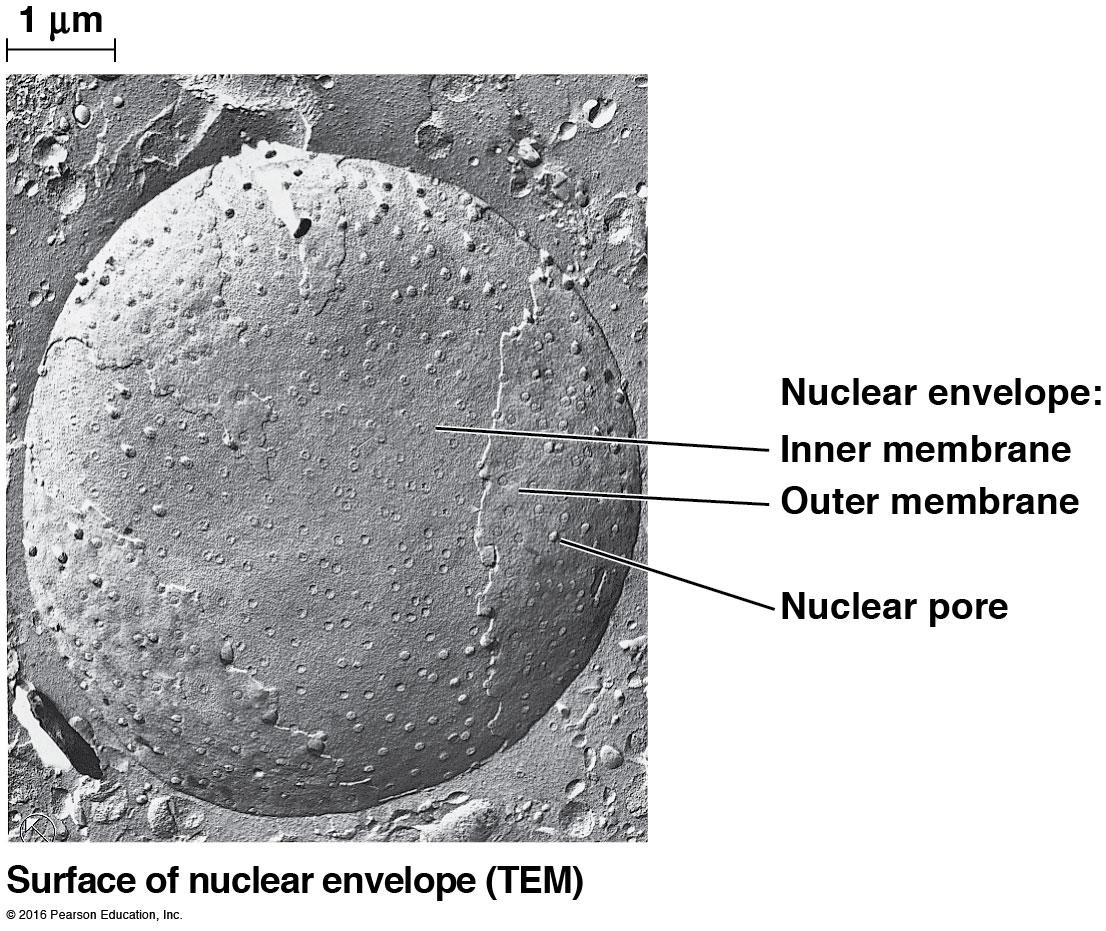 1 μm
Nuclear envelope:
Inner membrane
Outer membrane
Nuclear pore
Surface of nuclear envelope (TEM)
© 2016 Pearson Education, Inc.